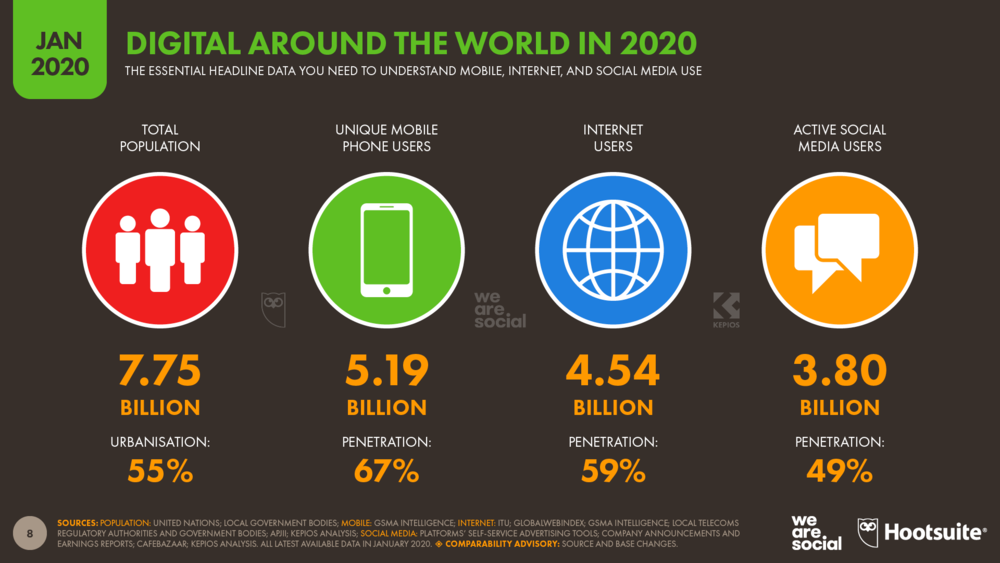 JAN
2020
DIGITAL AROUND THE WORLD IN 2020
THE ESSENTIAL HEADLINE DATA YOU NEED TO UNDERSTAND MOBILE, INTERNET, AND SOCIAL MEDIA USE
TOTAL
POPULATION
UNIQUE MOBILE
PHONE USERS
INTERNET
USERS
ACTIVE SOCIAL
MEDIA USERS
we
are
social
KEPIOS
7.75
BILLION
URBANISATION:
55%
5.19
BILLION
PENETRATION:
67%
4.54
BILLION
PENETRATION:
59%
3.80
BILLION
PENETRATION:
49%
8
SOURCES: POPULATION: UNITED NATIONS; LOCAL GOVERNMENT BODIES; MOBILE: GSMA INTELLIGENCE; INTERNET: ITU; GLOBALWEBINDEX; GSMA INTELLIGENCE; LOCAL TELECOMS
REGULATORY AUTHORITIES AND GOVERNMENT BODIES; APJII; KEPIOS ANALYSIS; SOCIAL MEDIA: PLATFORMS' SELF-SERVICE ADVERTISING TOOLS; COMPANY ANNOUNCEMENTS AND
EARNINGS REPORTS; CAFEBAZAAR; KEPIOS ANALYSIS. ALL LATEST AVAILABLE DATA IN JANUARY 2020. COMPARABILITY ADVISORY: SOURCE AND BASE CHANGES.
we
are
social
Hootsuite®